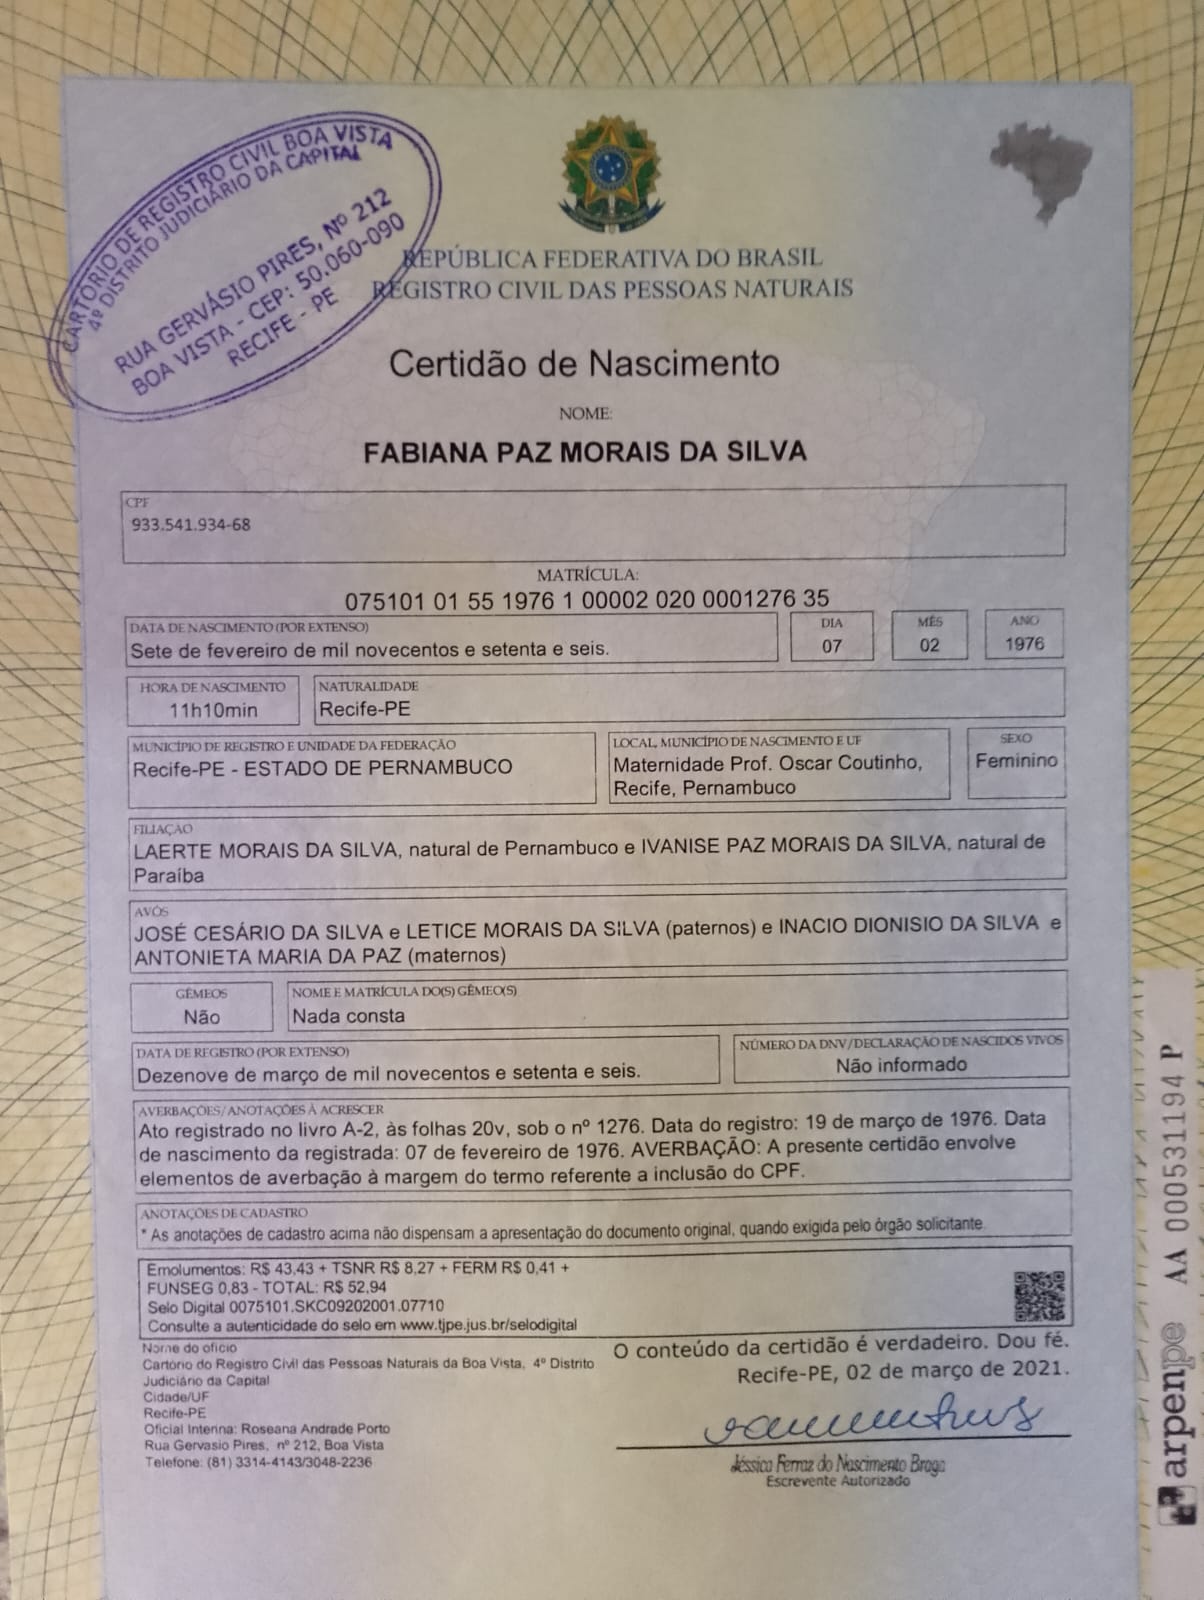 CARTÓRIO DE REGISTRO CIVIL BOA VISTA
4º DISTRITO JUDICIÁRIO DA CAPITAL
RUA GERVÁSIO PIRES, Nº 212
BOA VISTA - CEP: 50.060-090
RECIFE - PE
REPÚBLICA FEDERATIVA DO BRASIL
REGISTRO CIVIL DAS PESSOAS NATURAIS
Certidão de Nascimento
NOME:
FABIANA PAZ MORAIS DA SILVA
CPF
933.541.934-68
MATRÍCULA:
075101 01 55 1976 1 00002 020 0001276 35
DATA DE NASCIMENTO (POR EXTENSO)
Sete de fevereiro de mil novecentos e setenta e seis.
DIA
07
MÊS
02
ANO
1976
HORA DE NASCIMENTO
11h10min
NATURALIDADE
Recife-PE
MUNICÍPIO DE REGISTRO E UNIDADE DA FEDERAÇÃO
Recife-PE - ESTADO DE PERNAMBUCO
LOCAL, MUNICÍPIO DE NASCIMENTO E UF
Maternidade Prof. Oscar Coutinho,
Recife, Pernambuco
SEXO
Feminino
FILIAÇÃO
LAERTE MORAIS DA SILVA, natural de Pernambuco e IVANISE PAZ MORAIS DA SILVA, natural de
Paraíba
AVÓS
JOSÉ CESÁRIO DA SILVA e LETICE MORAIS DA SILVA (paternos) e INACIO DIONISIO DA SILVA e
ANTONIETA MARIA DA PAZ (maternos)
GÊMEOS
Não
NOME E MATRÍCULA DO(S) GÊMEO(S)
Nada consta
DATA DE REGISTRO (POR EXTENSO)
Dezenove de março de mil novecentos e setenta e seis.
NÚMERO DA DNV/DECLARAÇÃO DE NASCIDOS VIVOS
Não informado
AVERBAÇÕES/ANOTAÇÕES À ACRESCER
Ato registrado no livro A-2, às folhas 20v, sob o nº 1276. Data do registro: 19 de março de 1976. Data
de nascimento da registrada: 07 de fevereiro de 1976. AVERBAÇÃO: A presente certidão envolve
elementos de averbação à margem do termo referente a inclusão do CPF.
ANOTAÇÕES DE CADASTRO
* As anotações de cadastro acima não dispensam a apresentação do documento original, quando exigida pelo órgão solicitante.
Emolumentos: R$ 43,43 + TSNR R$ 8,27 + FERM R$ 0,41 +
FUNSEG 0,83 - TOTAL: R$ 52,94
Selo Digital 0075101.SKC09202001.07710
Consulte a autenticidade do selo em www.tjpe.jus.br/selodigital
Nome do ofício
Cartório do Registro Civil das Pessoas Naturais da Boa Vista, 4º Distrito
Judiciário da Capital
Cidade/UF
Recife-PE
Oficial Interina: Roseana Andrade Porto
Rua Gervasio Pires, nº 212, Boa Vista
Telefone: (81) 3314-4143/3048-2236
O conteúdo da certidão é verdadeiro. Dou fé.
Recife-PE, 02 de março de 2021.
Jéssica Ferraz do Nascimento Braga
Escrevente Autorizado
arpenpe AA 000531194 P